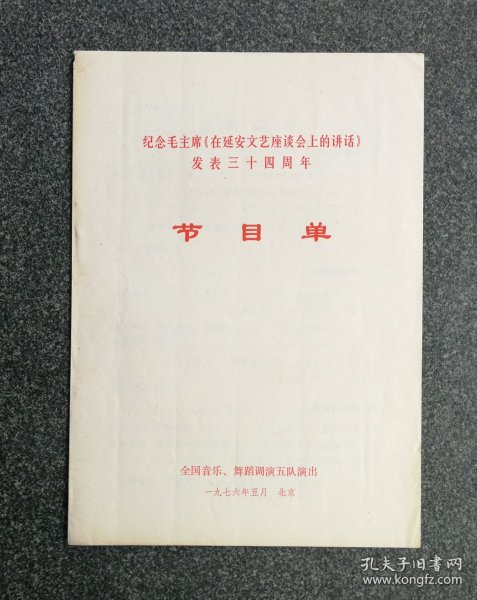 纪念毛主席《在延安文艺座谈会上的讲话》
发表三十四周年
节目单
全国音乐、舞蹈调演五队演出
一九七六年五月 北京
孔夫子旧书网
www.kongfz.com